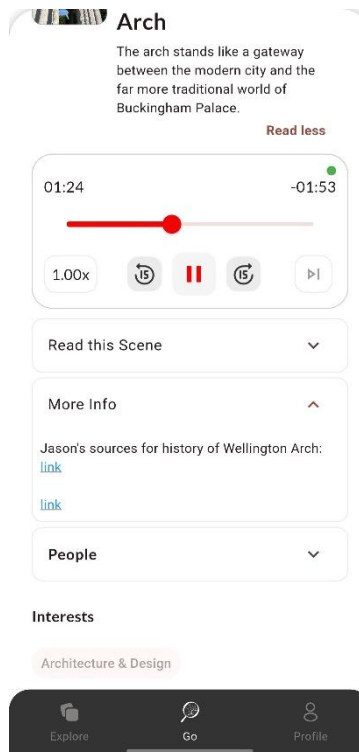 Arch
The arch stands like a gateway
between the modern city and the
far more traditional world of
Buckingham Palace.
Read less
01:24
-01:53
1.00x
15
15
Read this Scene
More Info
Jason's sources for history of Wellington Arch:
link
link
People
Interests
Architecture & Design
Explore
Go
Profile